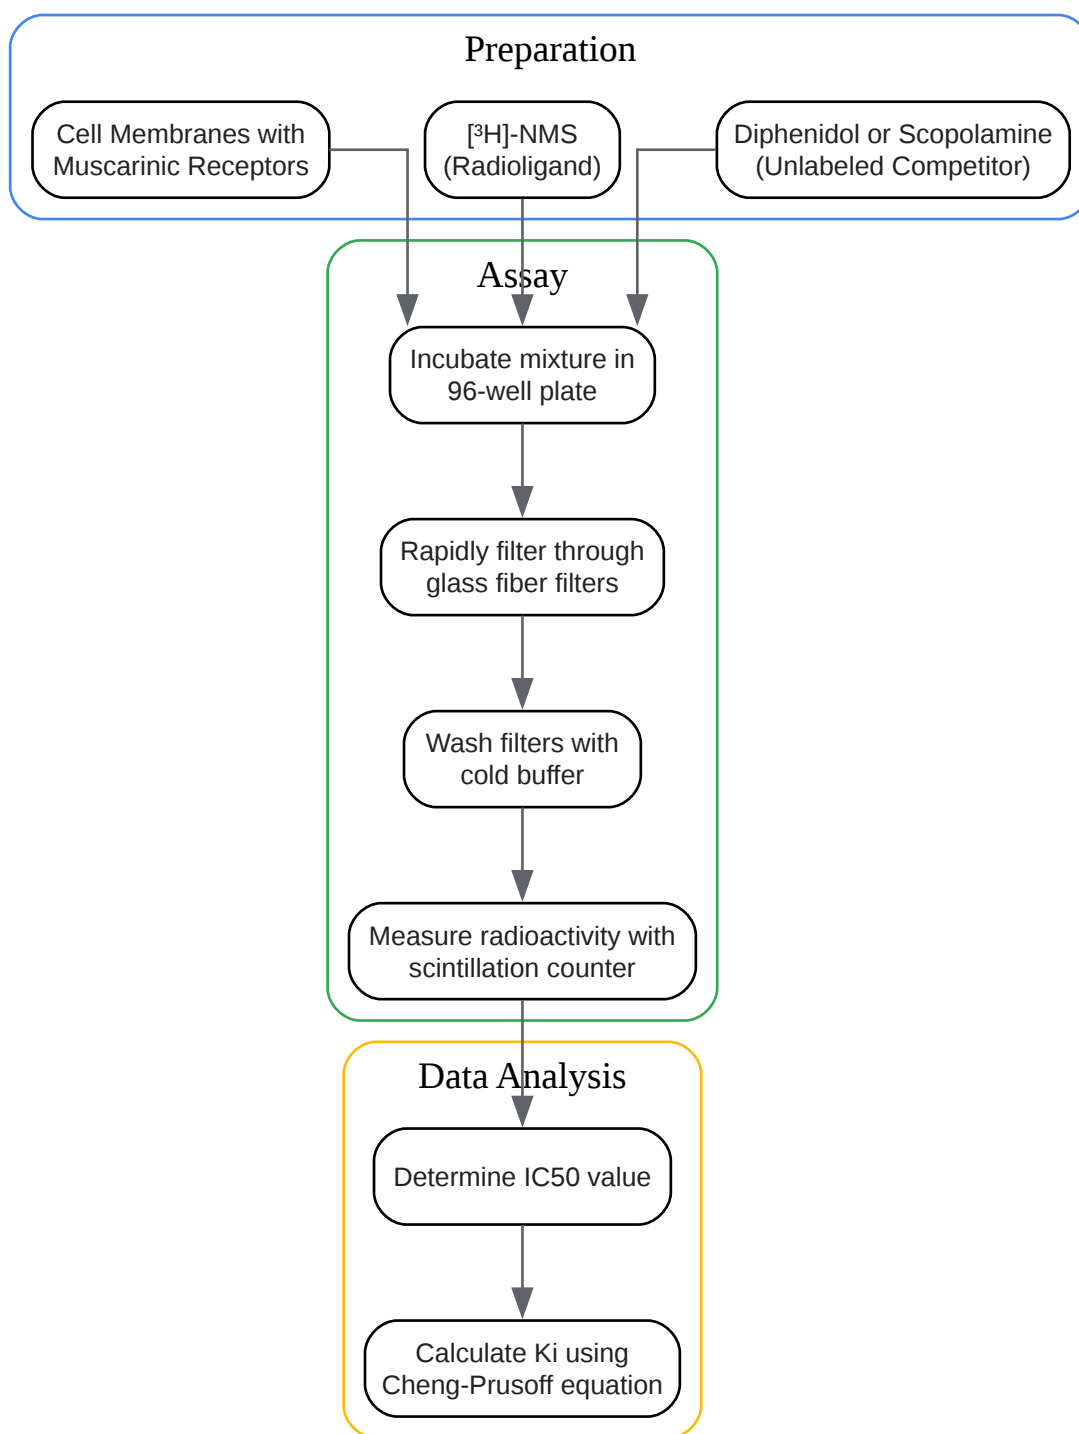 Preparation
Cell Membranes with
Muscarinic Receptors
[³H]-NMS
(Radioligand)
Diphenidol or Scopolamine
(Unlabeled Competitor)
Assay
Incubate mixture in
96-well plate
Rapidly filter through
glass fiber filters
Wash filters with
cold buffer
Measure radioactivity with
scintillation counter
Data Analysis
Determine IC50 value
Calculate Ki using
Cheng-Prusoff equation